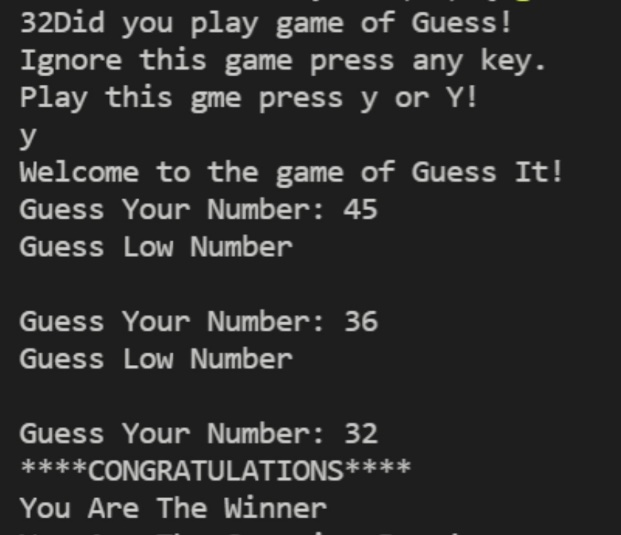 32Did you play game of Guess!
Ignore this game press any key.
Play this gme press y or Y!
y
Welcome to the game of Guess It!
Guess Your Number: 45
Guess Low Number
Guess Your Number: 36
Guess Low Number
Guess Your Number: 32
****CONGRATULATIONS****
You Are The Winner